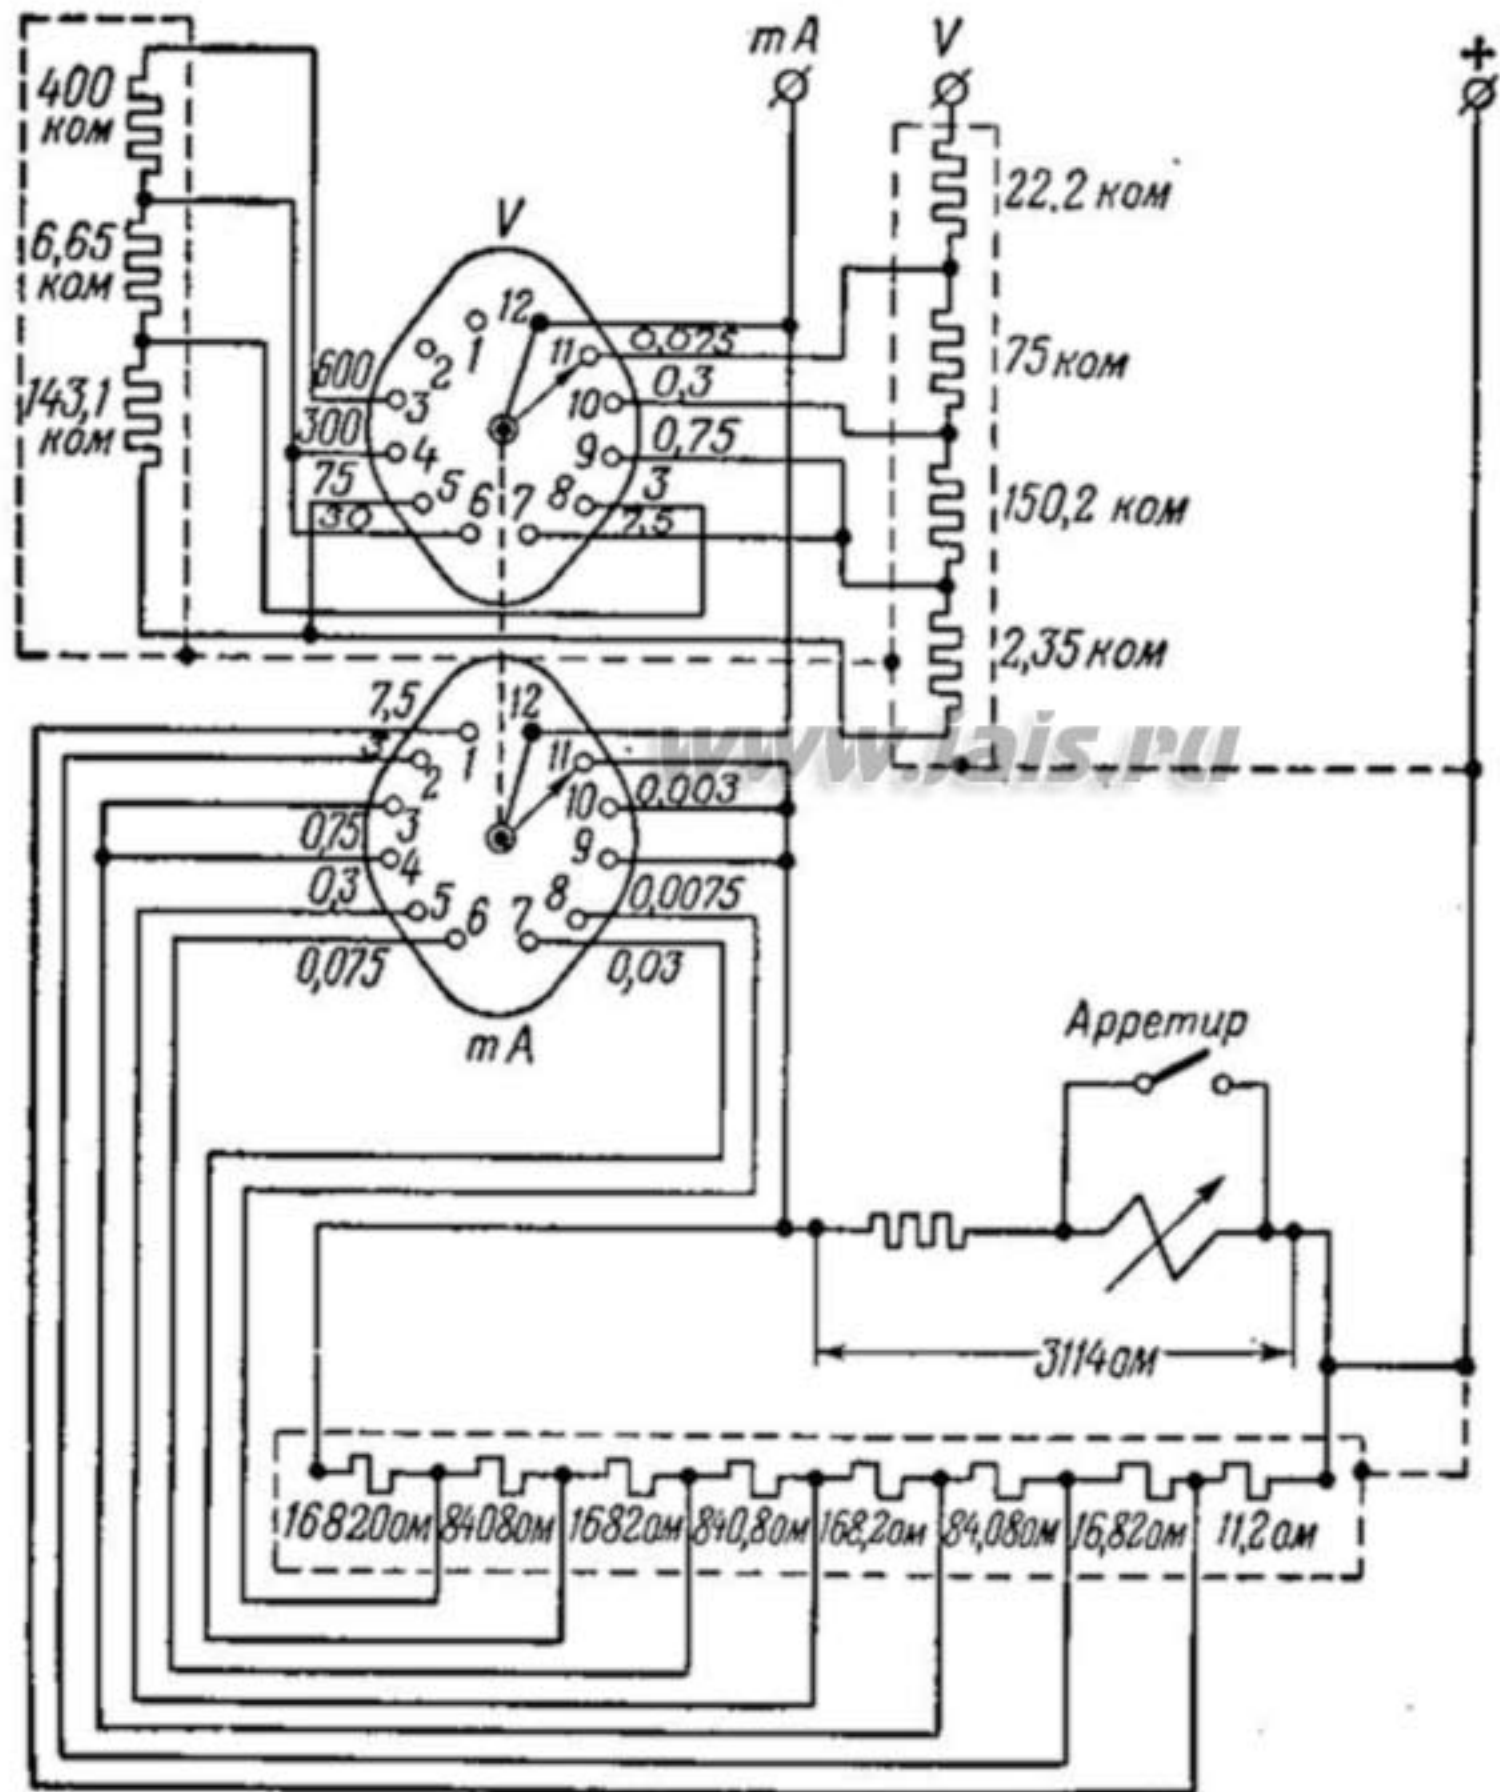 mA
V
+
400
ком
6,65
ком
143,1
ком
22,2 ком
75 ком
150,2 ком
2,35 ком
V
12
1
11
2
10
3
9
4
8
5
7
6
600
300
75
30
0,075
0,3
0,75
3
7,5
www.jais.ru
7,5
3
0,75
0,3
0,075
12
1
11
2
10
3
9
4
8
5
7
6
0,003
0,0075
0,03
mA
Арретир
3114 ом
16820 ом
8408 ом
1682 ом
840,8 ом
168,2 ом
84,08 ом
16,82 ом
11,2 ом